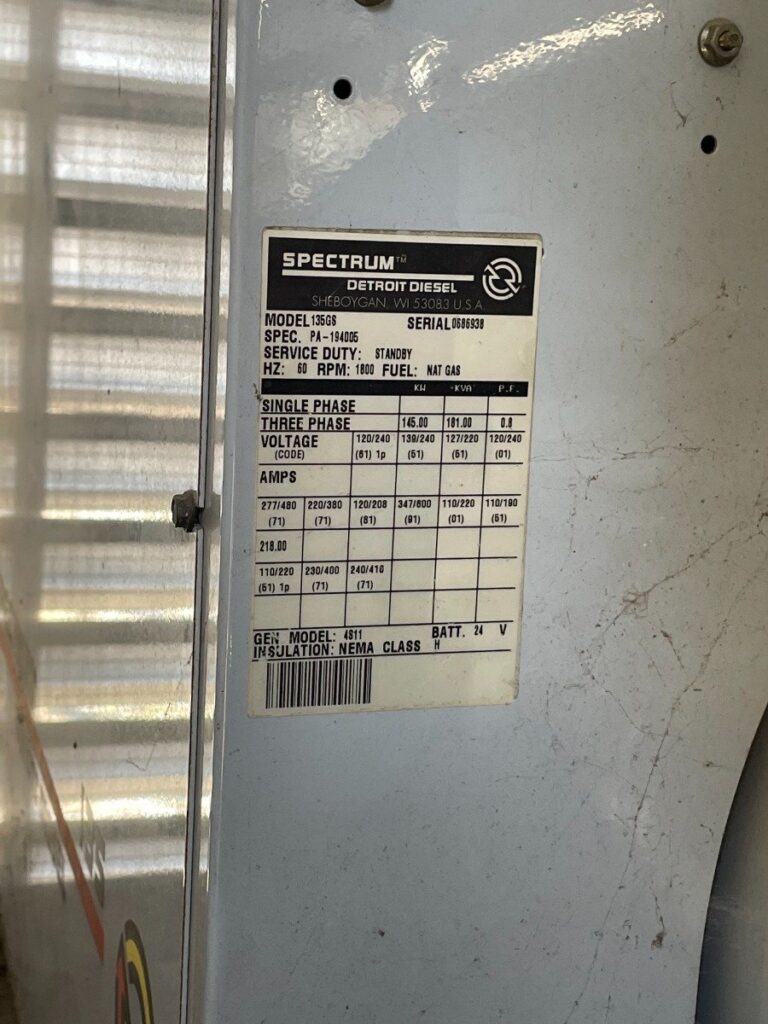 SPECTRUM™
DETROIT DIESEL
SHEBOYGAN, WI 53083 U.S.A.
MODEL 135GS SERIAL 0686938
SPEC. PA-194005
SERVICE DUTY: STANDBY
HZ: 60 RPM: 1800 FUEL: NAT GAS
KW KVA P.F.
SINGLE PHASE
THREE PHASE 145.00 181.00 0.8
VOLTAGE 120/240 139/240 127/220 120/240
(CODE) (61) 1p (51) (51) (01)
AMPS
277/480 220/380 120/208 347/600 110/220 110/190
(71) (71) (81) (91) (01) (51)
218.00
110/220 230/400 240/416
(61) 1p (71) (71)
GEN MODEL: 4S11 BATT. 24 V
INSULATION: NEMA CLASS H